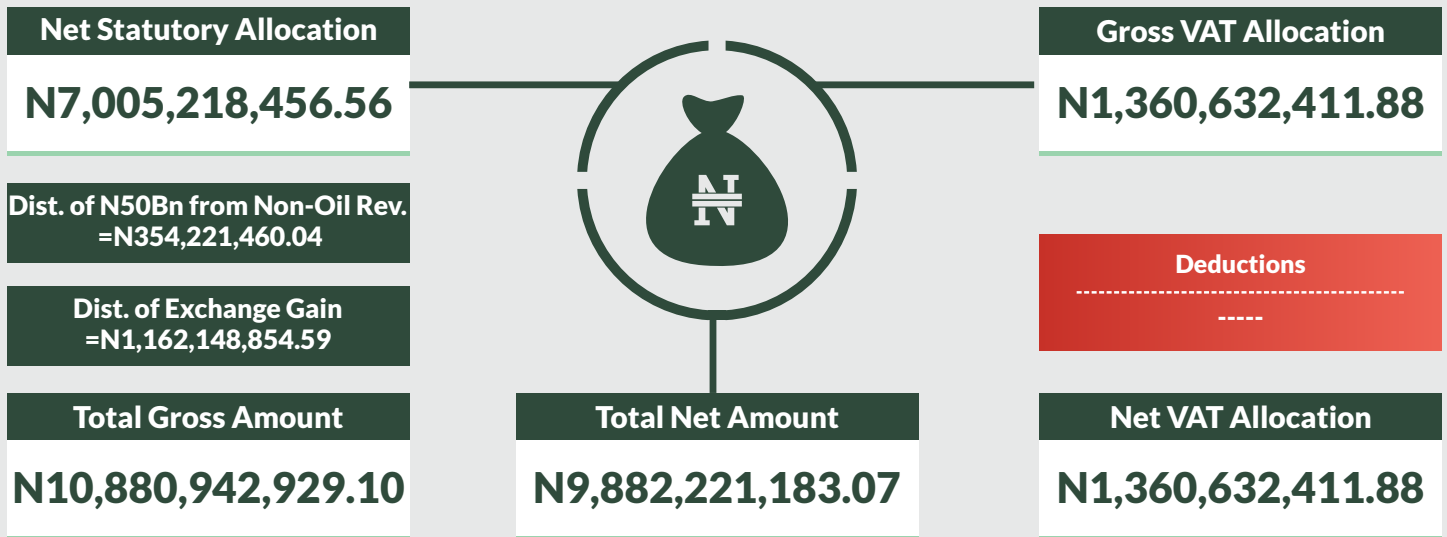 Net Statutory Allocation
N7,005,218,456.56
Dist. of N50Bn from Non-Oil Rev.
=N354,221,460.04
Dist. of Exchange Gain
=N1,162,148,854.59
Total Gross Amount
N10,880,942,929.10
₦
Total Net Amount
N9,882,221,183.07
Gross VAT Allocation
N1,360,632,411.88
Deductions
--------------------------------------------
-----
Net VAT Allocation
N1,360,632,411.88